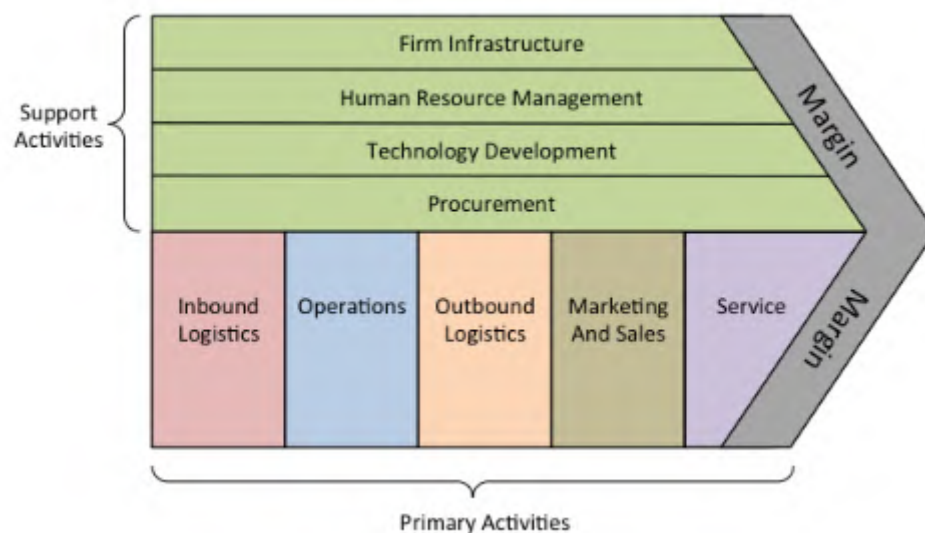 Firm Infrastructure
Human Resource Management
Technology Development
Procurement
Support
Activities
Margin
Inbound
Logistics
Operations
Outbound
Logistics
Marketing
And Sales
Service
Margin
Primary Activities